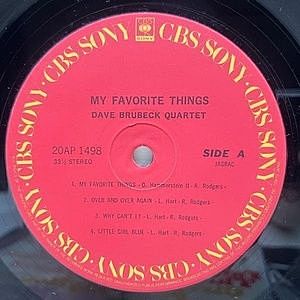 CBS SONY CBS SONY CBS SONY CBS SONY CBS SONY CBS SONY
CBS
SONY
MY FAVORITE THINGS
DAVE BRUBECK QUARTET
20AP 1498
33⅓ STEREO
SIDE A
JASRAC
1. MY FAVORITE THINGS -O. Hammerstein II - R. Rodgers-
2. OVER AND OVER AGAIN -L. Hart - R. Rodgers-
3. WHY CAN'T I -L. Hart - R. Rodgers-
4. LITTLE GIRL BLUE -L. Hart - R. Rodgers-